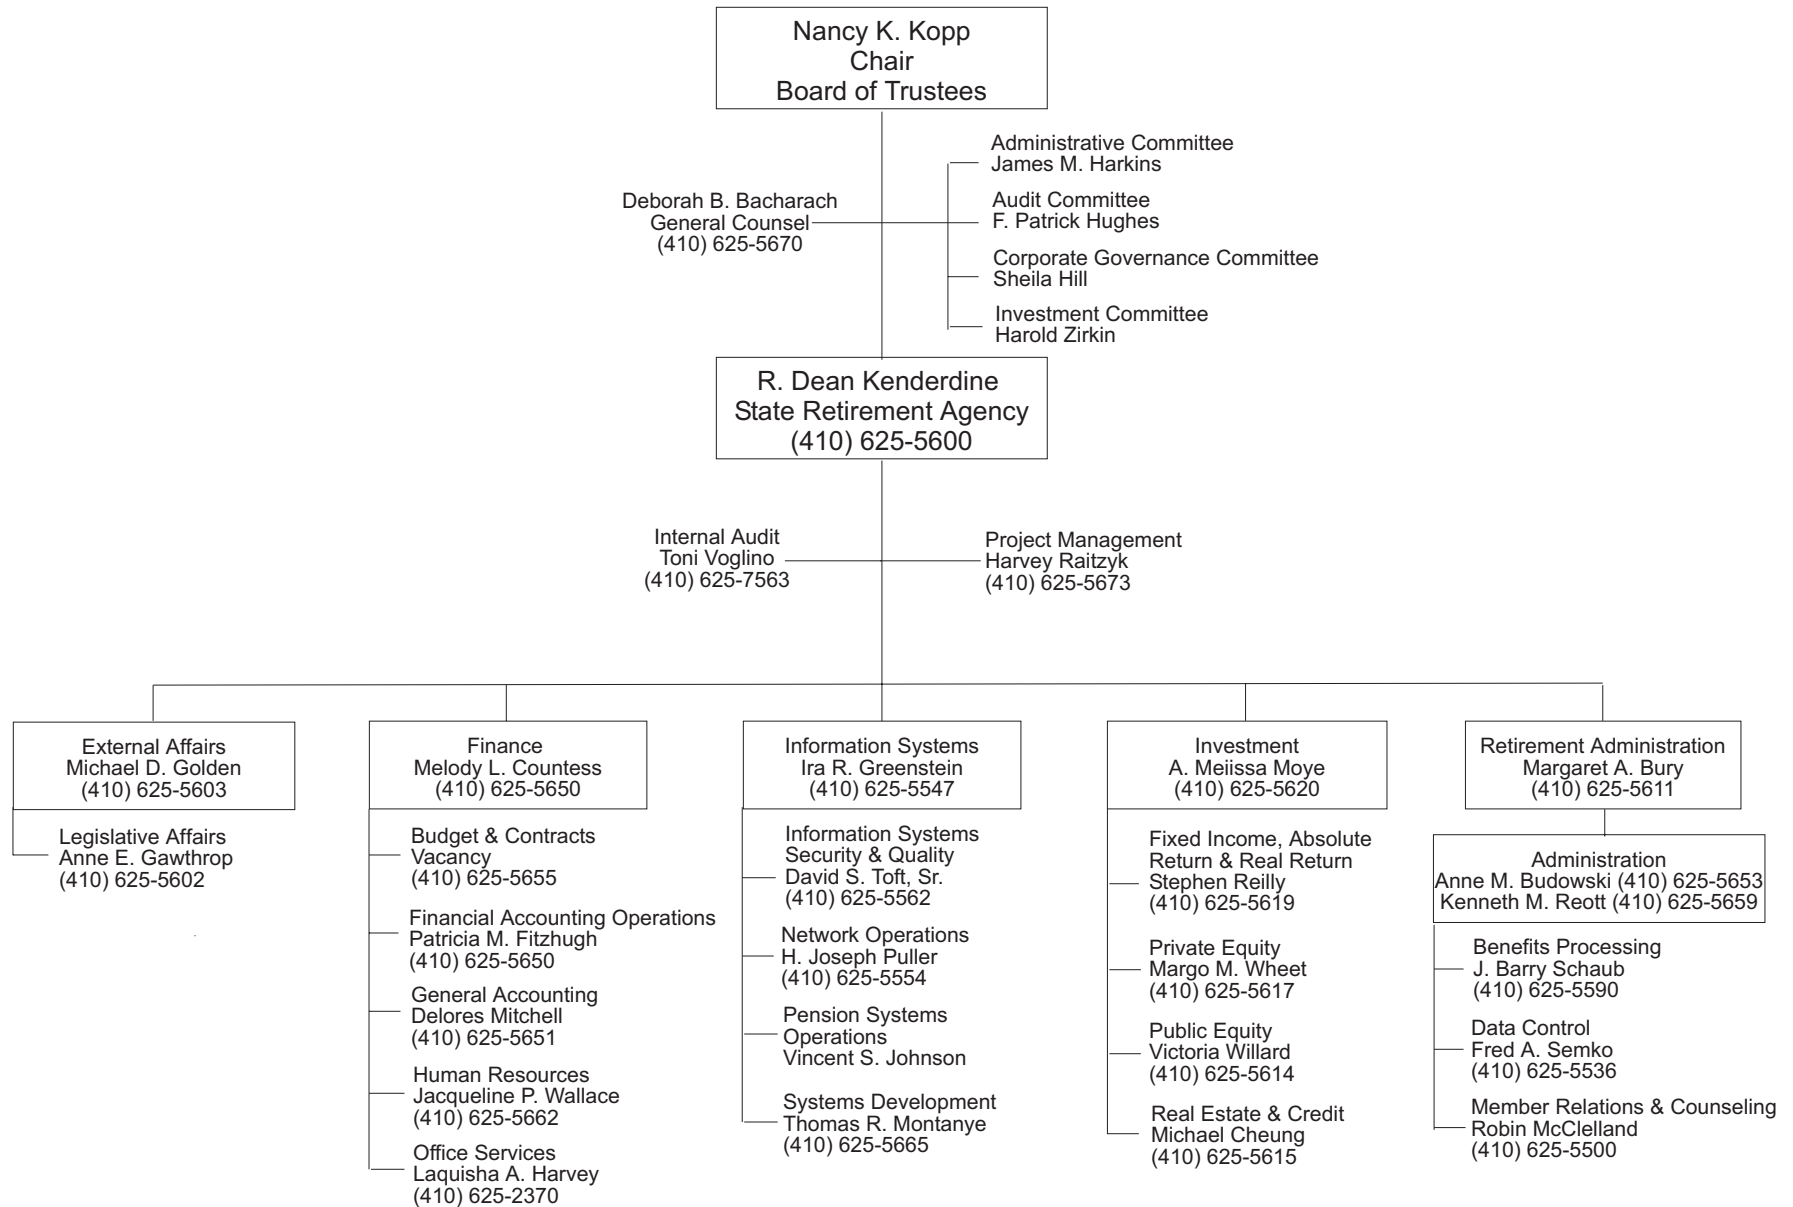 Nancy K. Kopp
Chair
Board of Trustees
Administrative Committee
James M. Harkins
Deborah B. Bacharach
General Counsel
(410) 625-5670
Audit Committee
F. Patrick Hughes
Corporate Governance Committee
Sheila Hill
Investment Committee
Harold Zirkin
R. Dean Kenderdine
State Retirement Agency
(410) 625-5600
Internal Audit
Toni Voglino
(410) 625-7563
Project Management
Harvey Raitzyk
(410) 625-5673
External Affairs
Michael D. Golden
(410) 625-5603
Legislative Affairs
Anne E. Gawthrop
(410) 625-5602
Finance
Melody L. Countess
(410) 625-5650
Budget & Contracts
Vacancy
(410) 625-5655
Financial Accounting Operations
Patricia M. Fitzhugh
(410) 625-5650
General Accounting
Delores Mitchell
(410) 625-5651
Human Resources
Jacqueline P. Wallace
(410) 625-5662
Office Services
Laquisha A. Harvey
(410) 625-2370
Information Systems
Ira R. Greenstein
(410) 625-5547
Information Systems
Security & Quality
David S. Toft, Sr.
(410) 625-5562
Network Operations
H. Joseph Puller
(410) 625-5554
Pension Systems
Operations
Vincent S. Johnson
Systems Development
Thomas R. Montanye
(410) 625-5665
Investment
A. Meiissa Moye
(410) 625-5620
Fixed Income, Absolute
Return & Real Return
Stephen Reilly
(410) 625-5619
Private Equity
Margo M. Wheet
(410) 625-5617
Public Equity
Victoria Willard
(410) 625-5614
Real Estate & Credit
Michael Cheung
(410) 625-5615
Retirement Administration
Margaret A. Bury
(410) 625-5611
Administration
Anne M. Budowski (410) 625-5653
Kenneth M. Reott (410) 625-5659
Benefits Processing
J. Barry Schaub
(410) 625-5590
Data Control
Fred A. Semko
(410) 625-5536
Member Relations & Counseling
Robin McClelland
(410) 625-5500